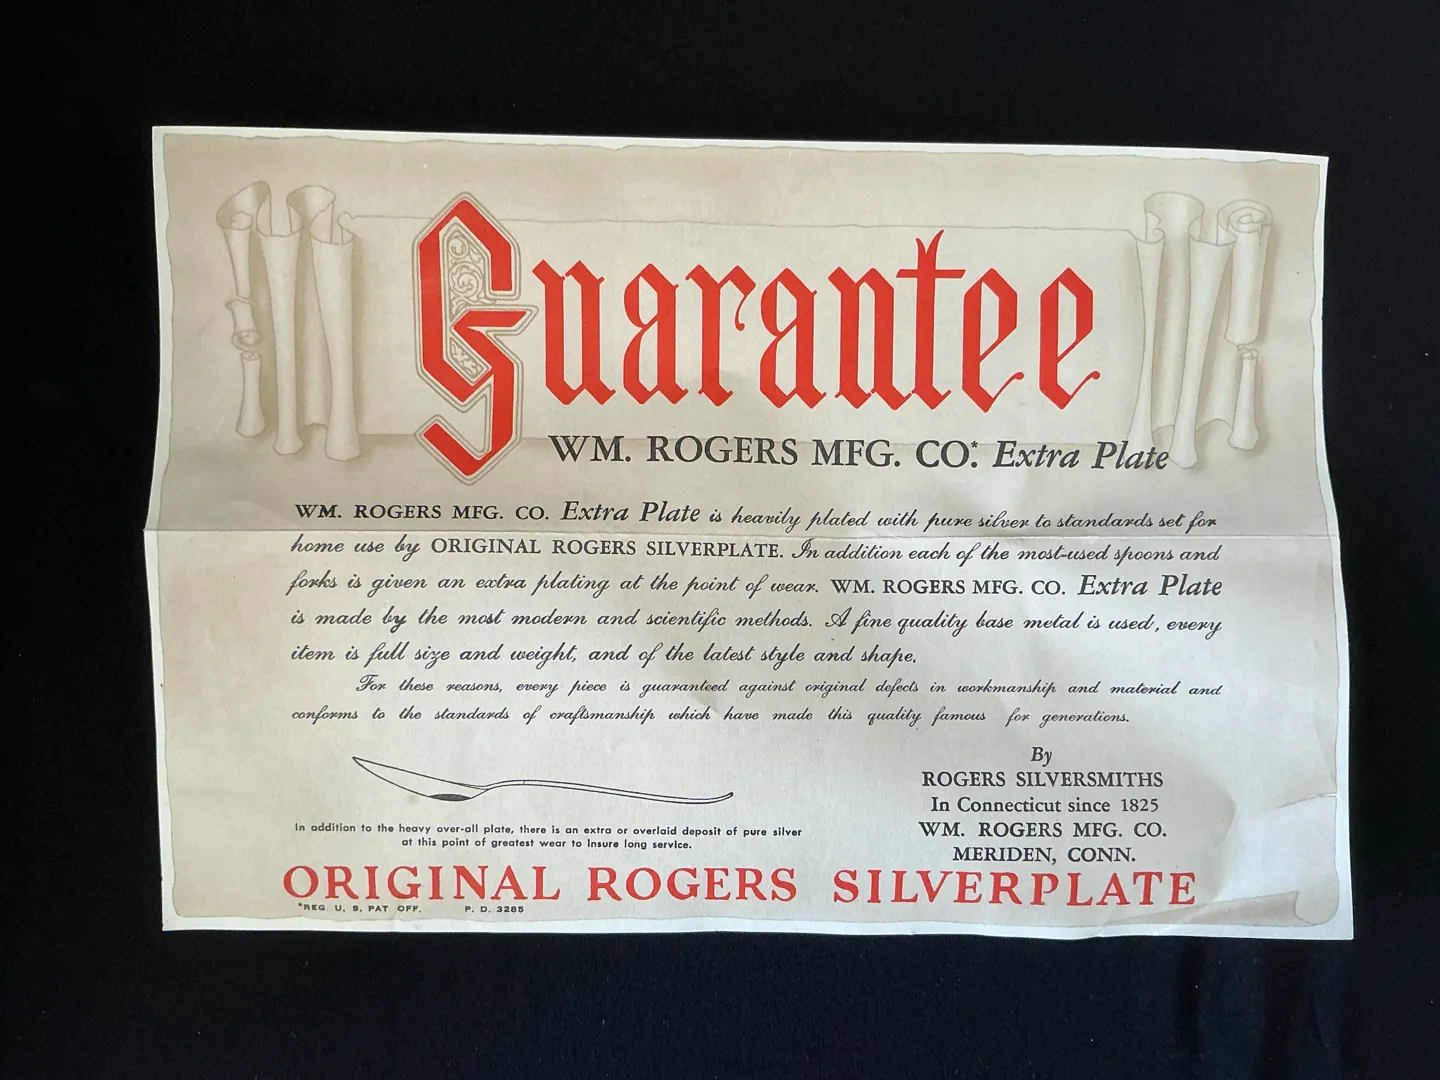 Guarantee
WM. ROGERS MFG. CO.* Extra Plate
WM. ROGERS MFG. CO. Extra Plate is heavily plated with pure silver to standards set for
home use by ORIGINAL ROGERS SILVERPLATE. In addition each of the most-used spoons and
forks is given an extra plating at the point of wear. WM. ROGERS MFG. CO. Extra Plate
is made by the most modern and scientific methods. A fine quality base metal is used, every
item is full size and weight, and of the latest style and shape.
For these reasons, every piece is guaranteed against original defects in workmanship and material and
conforms to the standards of craftsmanship which have made this quality famous for generations.
In addition to the heavy over-all plate, there is an extra or overlaid deposit of pure silver
at this point of greatest wear to insure long service.
By
ROGERS SILVERSMITHS
In Connecticut since 1825
WM. ROGERS MFG. CO.
MERIDEN, CONN.
ORIGINAL ROGERS SILVERPLATE
*REG. U. S. PAT. OFF. P. D. 3285